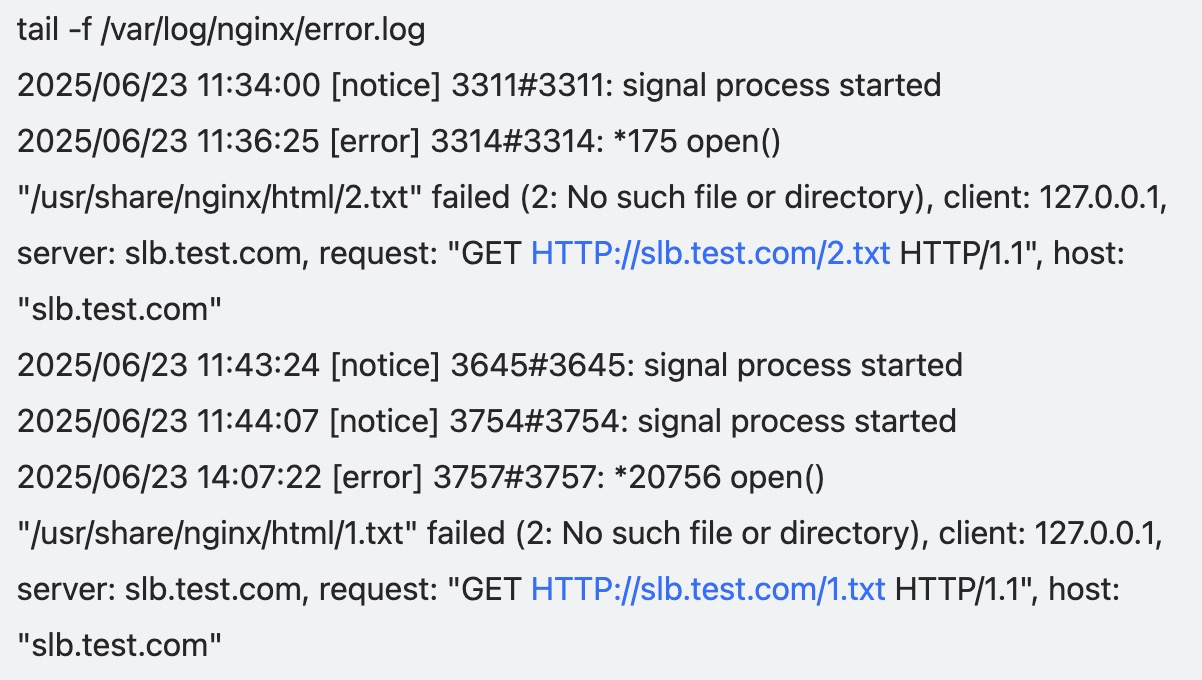 tail -f /var/log/nginx/error.log
2025/06/23 11:34:00 [notice] 3311#3311: signal process started
2025/06/23 11:36:25 [error] 3314#3314: *175 open()
"/usr/share/nginx/html/2.txt" failed (2: No such file or directory), client: 127.0.0.1,
server: slb.test.com, request: "GET HTTP://slb.test.com/2.txt HTTP/1.1", host:
"slb.test.com"
2025/06/23 11:43:24 [notice] 3645#3645: signal process started
2025/06/23 11:44:07 [notice] 3754#3754: signal process started
2025/06/23 14:07:22 [error] 3757#3757: *20756 open()
"/usr/share/nginx/html/1.txt" failed (2: No such file or directory), client: 127.0.0.1,
server: slb.test.com, request: "GET HTTP://slb.test.com/1.txt HTTP/1.1", host:
"slb.test.com"